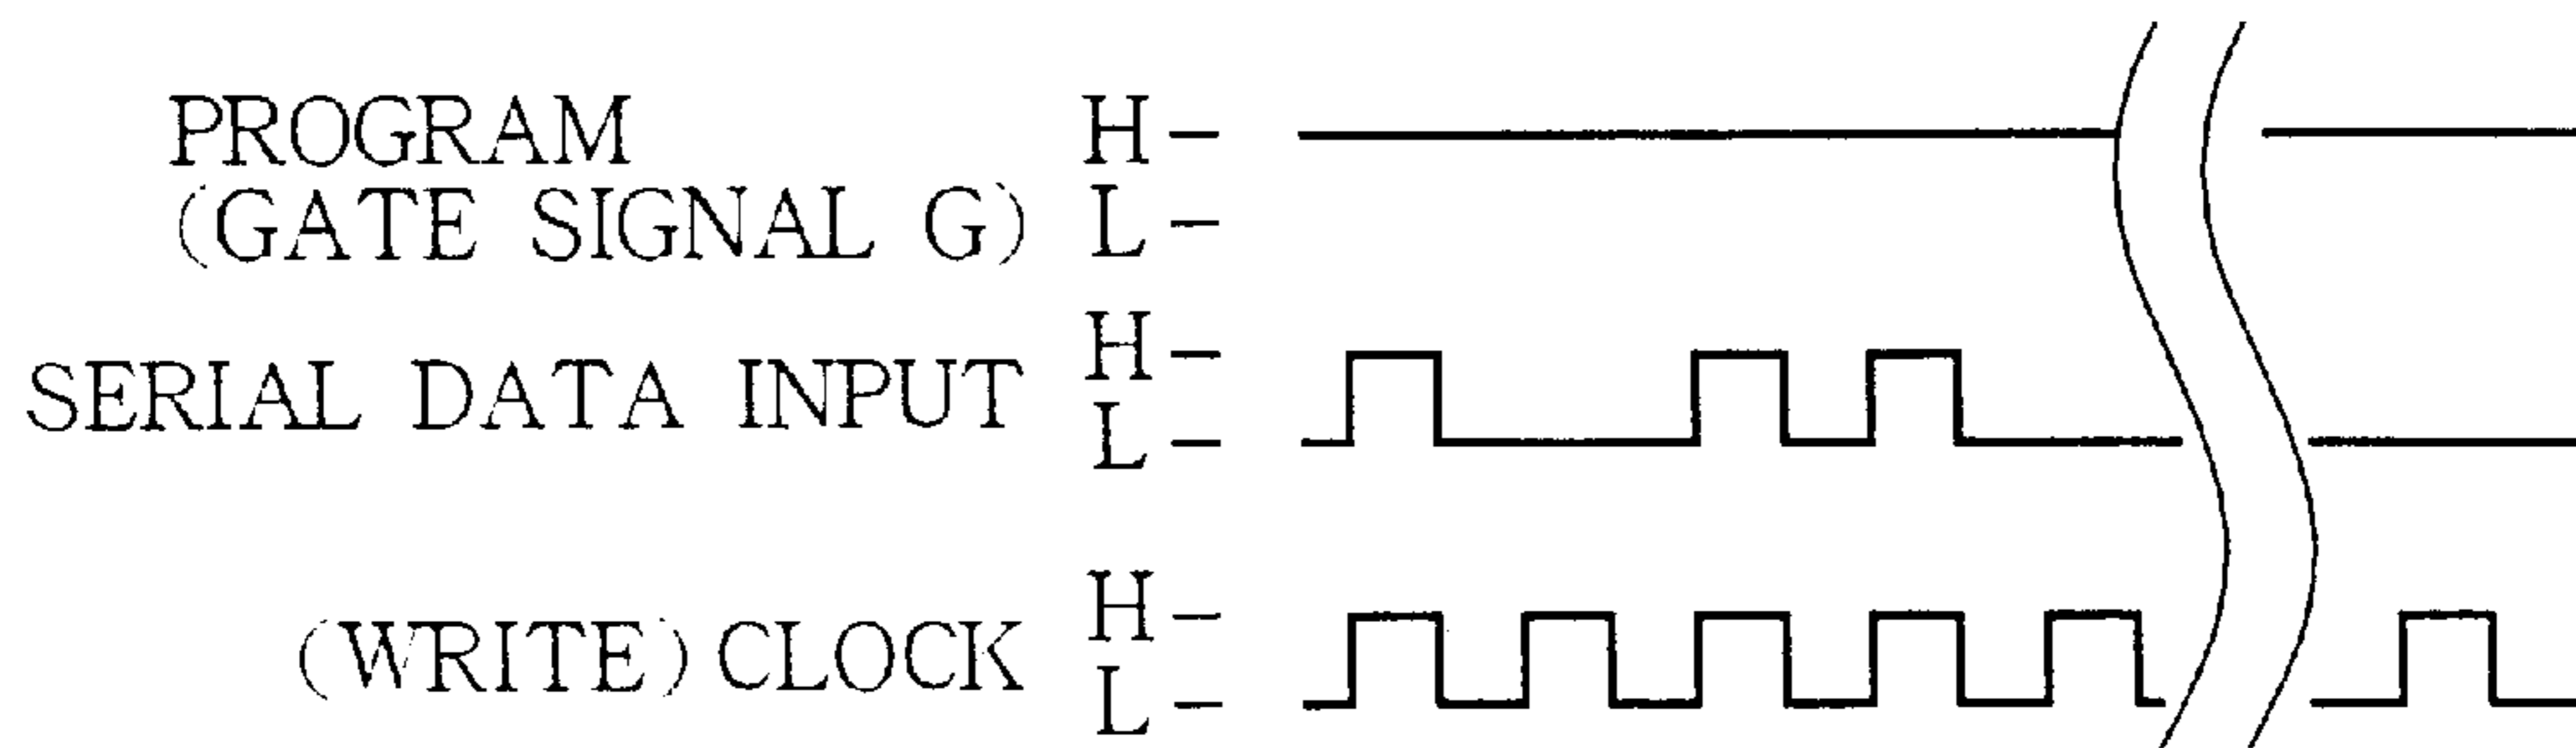 PROGRAM H
(GATE SIGNAL G) L
H
SERIAL DATA INPUT
L
H
(WRITE) CLOCK
L